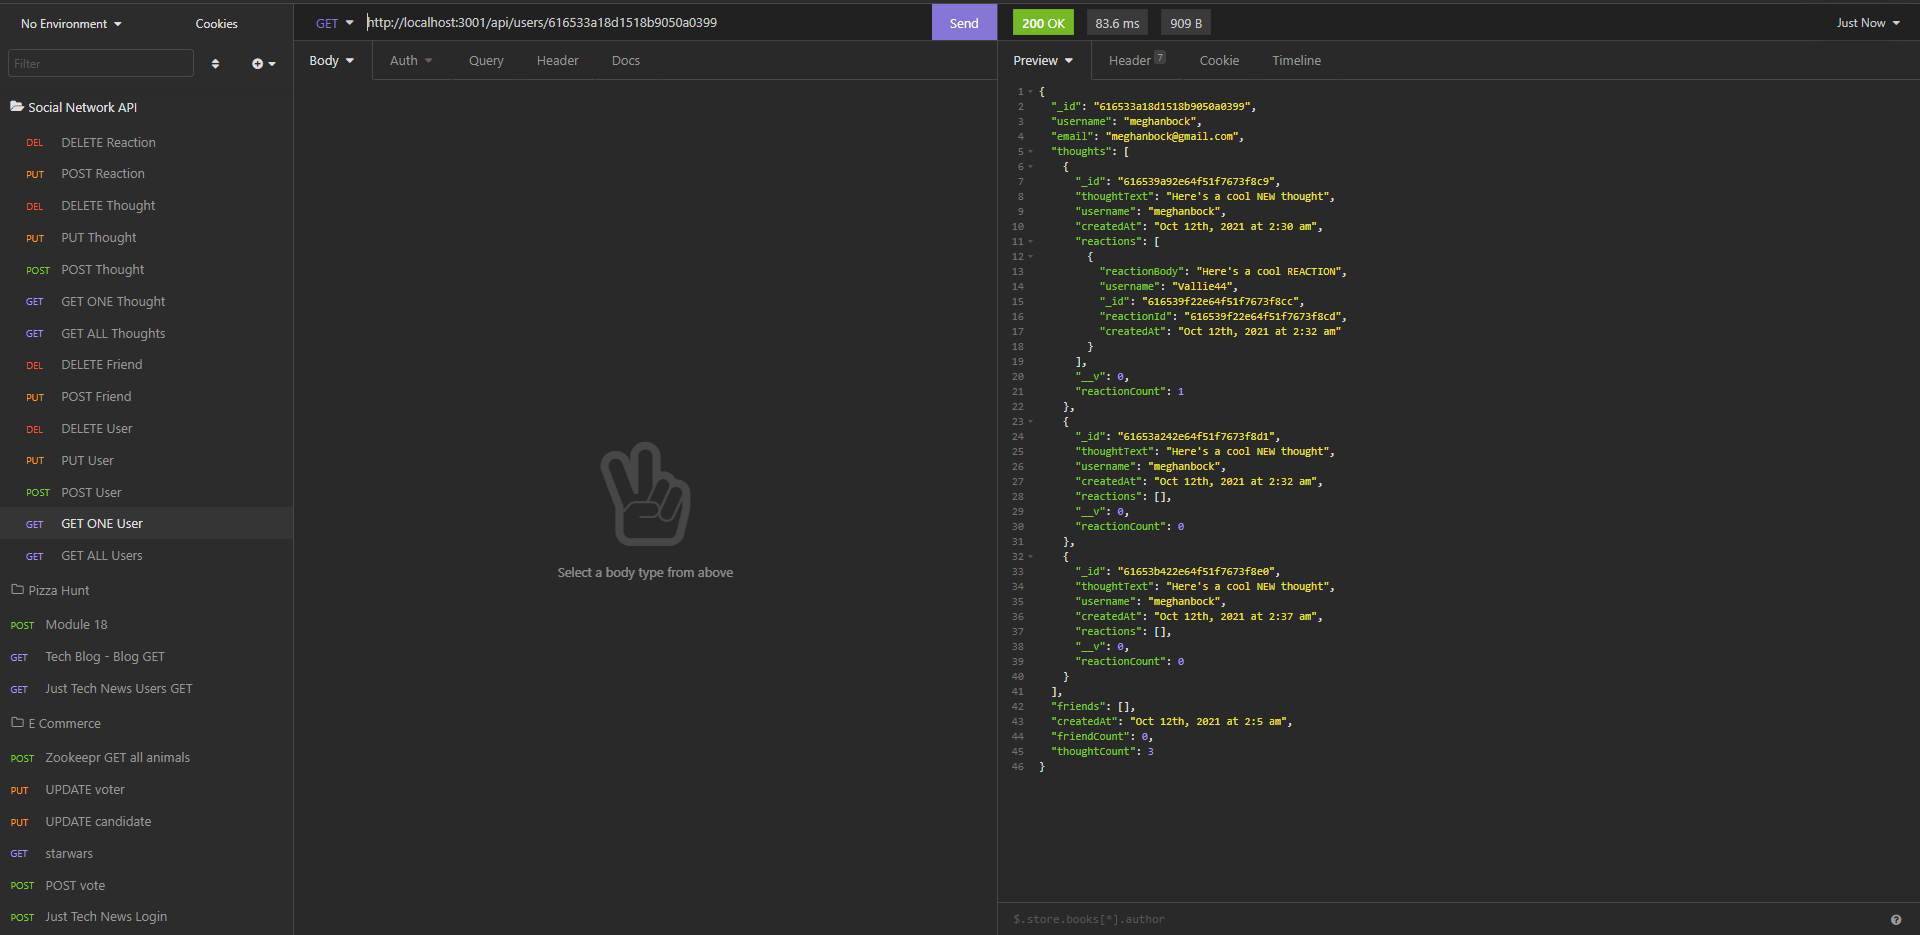 No Environment
Cookies
Filter
Social Network API
DEL DELETE Reaction
PUT POST Reaction
DEL DELETE Thought
PUT PUT Thought
POST POST Thought
GET GET ONE Thought
GET GET ALL Thoughts
DEL DELETE Friend
PUT POST Friend
DEL DELETE User
PUT PUT User
POST POST User
GET GET ONE User
GET GET ALL Users
Pizza Hunt
POST Module 18
GET Tech Blog - Blog GET
GET Just Tech News Users GET
E Commerce
POST Zookeepr GET all animals
PUT UPDATE voter
PUT UPDATE candidate
GET starwars
POST POST vote
POST Just Tech News Login
GET http://localhost:3001/api/users/616533a18d1518b9050a0399 Send
Body Auth Query Header Docs
Select a body type from above
200 OK 83.6 ms 909 B Just Now
Preview Header 7 Cookie Timeline
1 {
2 "_id": "616533a18d1518b9050a0399",
3 "username": "meghanbock",
4 "email": "meghanbock@gmail.com",
5 "thoughts": [
6 {
7 "_id": "616539a92e64f51f7673f8c9",
8 "thoughtText": "Here's a cool NEW thought",
9 "username": "meghanbock",
10 "createdAt": "Oct 12th, 2021 at 2:30 am",
11 "reactions": [
12 {
13 "reactionBody": "Here's a cool REACTION",
14 "username": "Vallie44",
15 "_id": "616539f22e64f51f7673f8cc",
16 "reactionId": "616539f22e64f51f7673f8cd",
17 "createdAt": "Oct 12th, 2021 at 2:32 am"
18 }
19 ],
20 "__v": 0,
21 "reactionCount": 1
22 },
23 {
24 "_id": "61653a242e64f51f7673f8d1",
25 "thoughtText": "Here's a cool NEW thought",
26 "username": "meghanbock",
27 "createdAt": "Oct 12th, 2021 at 2:32 am",
28 "reactions": [],
29 "__v": 0,
30 "reactionCount": 0
31 },
32 {
33 "_id": "61653b422e64f51f7673f8e0",
34 "thoughtText": "Here's a cool NEW thought",
35 "username": "meghanbock",
36 "createdAt": "Oct 12th, 2021 at 2:37 am",
37 "reactions": [],
38 "__v": 0,
39 "reactionCount": 0
40 }
41 ],
42 "friends": [],
43 "createdAt": "Oct 12th, 2021 at 2:5 am",
44 "friendCount": 0,
45 "thoughtCount": 3
46 }
$.store.books[*].author